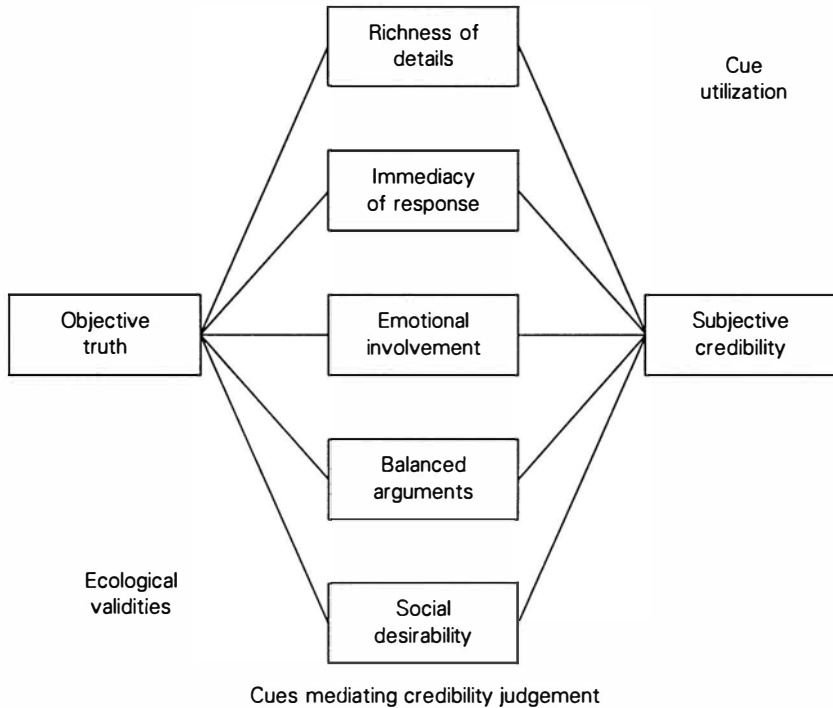 Richness of
details
Cue
utilization
Immediacy
of response
Objective
truth
Emotional
involvement
Subjective
credibility
Balanced
arguments
Ecological
validities
Social
desirability
Cues mediating credibility judgement